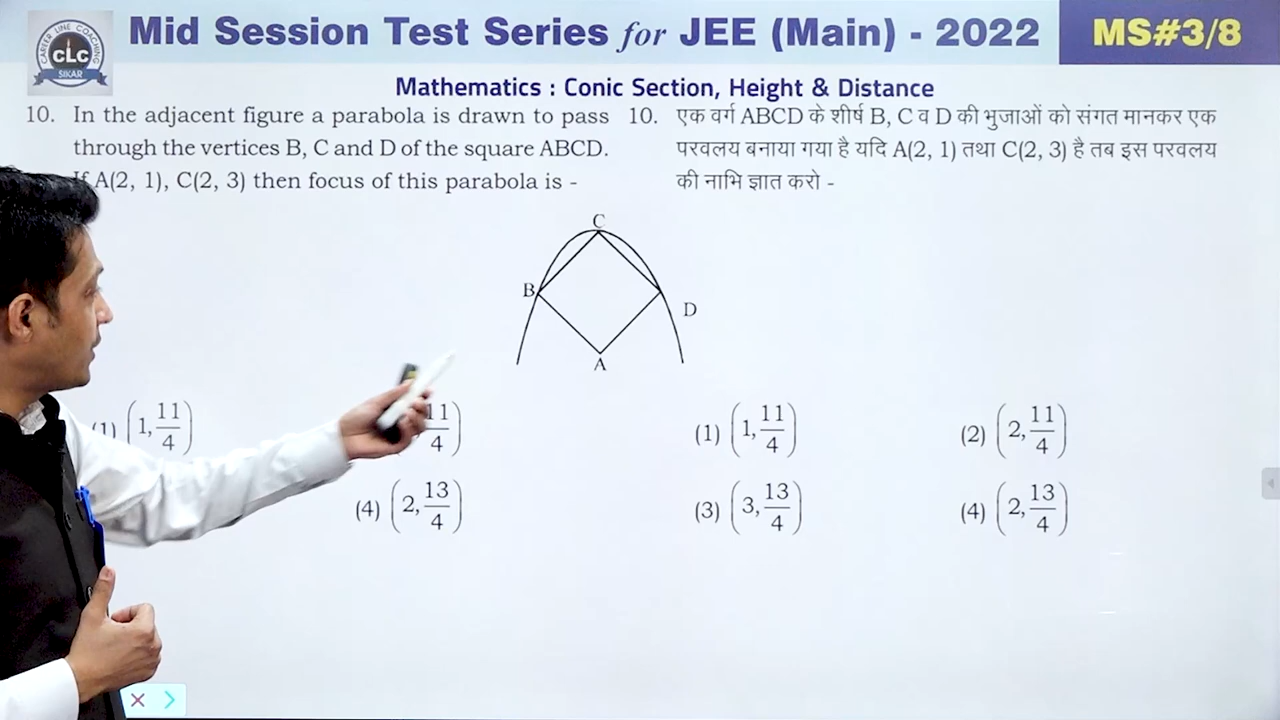 CAREER LINE COACHING
CLC
SIKAR
Mid Session Test Series for JEE (Main) - 2022
MS#3/8
Mathematics : Conic Section, Height & Distance
10. In the adjacent figure a parabola is drawn to pass
through the vertices B, C and D of the square ABCD.
If A(2, 1), C(2, 3) then focus of this parabola is -
10. एक वर्ग ABCD के शीर्ष B, C व D की भुजाओं को संगत मानकर एक
परवलय बनाया गया है यदि A(2, 1) तथा C(2, 3) है तब इस परवलय
की नाभि ज्ञात करो -
C
B
D
A
(1) (1, 11/4)
11/4)
(4) (2, 13/4)
(1) (1, 11/4)
(2) (2, 11/4)
(3) (3, 13/4)
(4) (2, 13/4)